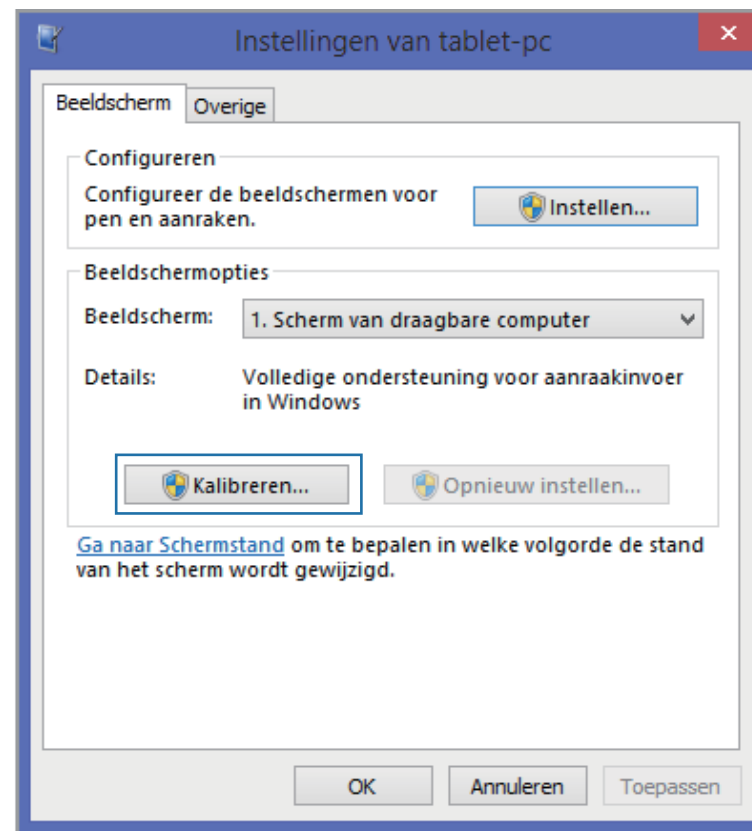 Instellingen van tablet-pc
Beeldscherm
Overige
Configureren
Configureer de beeldschermen voor
pen en aanraken.
Instellen...
Beeldschermopties
Beeldscherm:
1. Scherm van draagbare computer
Details:
Volledige ondersteuning voor aanraakinvoer
in Windows
Kalibreren...
Opnieuw instellen...
Ga naar Schermstand om te bepalen in welke volgorde de stand
van het scherm wordt gewijzigd.
OK
Annuleren
Toepassen